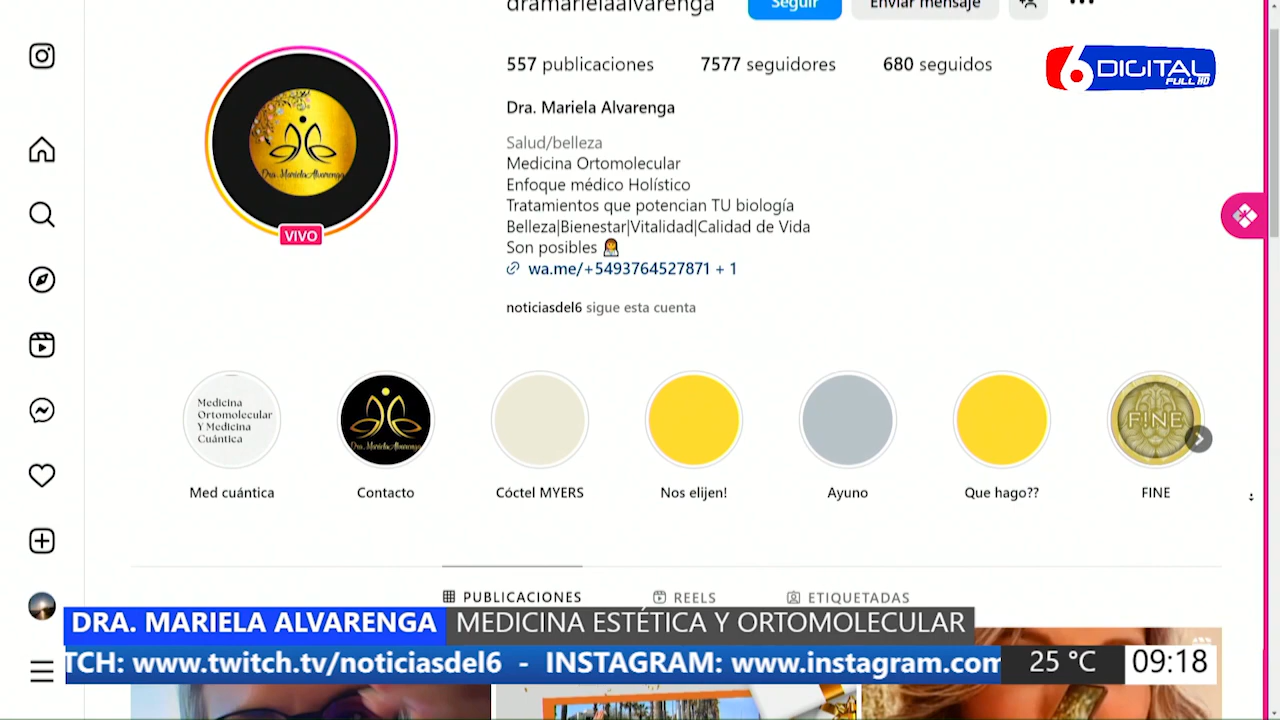 dramarielaalvarenga
Seguir
Enviar mensaje
557 publicaciones
7577 seguidores
680 seguidos
6 DIGITAL
FULL HD
Dra. Mariela Alvarenga
Salud/belleza
Medicina Ortomolecular
Enfoque médico Holístico
Tratamientos que potencian TU biología
Belleza|Bienestar|Vitalidad|Calidad de Vida
Son posibles
wa.me/+5493764527871 + 1
noticiasdel6 sigue esta cuenta
Dra. Mariela Alvarenga
VIVO
Medicina
Ortomolecular
Y Medicina
Cuántica
Dra. Mariela Alvarenga
F!NE
Med cuántica
Contacto
Cóctel MYERS
Nos elijen!
Ayuno
Que hago??
FINE
PUBLICACIONES
REELS
ETIQUETADAS
DRA. MARIELA ALVARENGA
MEDICINA ESTÉTICA Y ORTOMOLECULAR
TCH: www.twitch.tv/noticiasdel6 - INSTAGRAM: www.instagram.com
25 °C
09:18